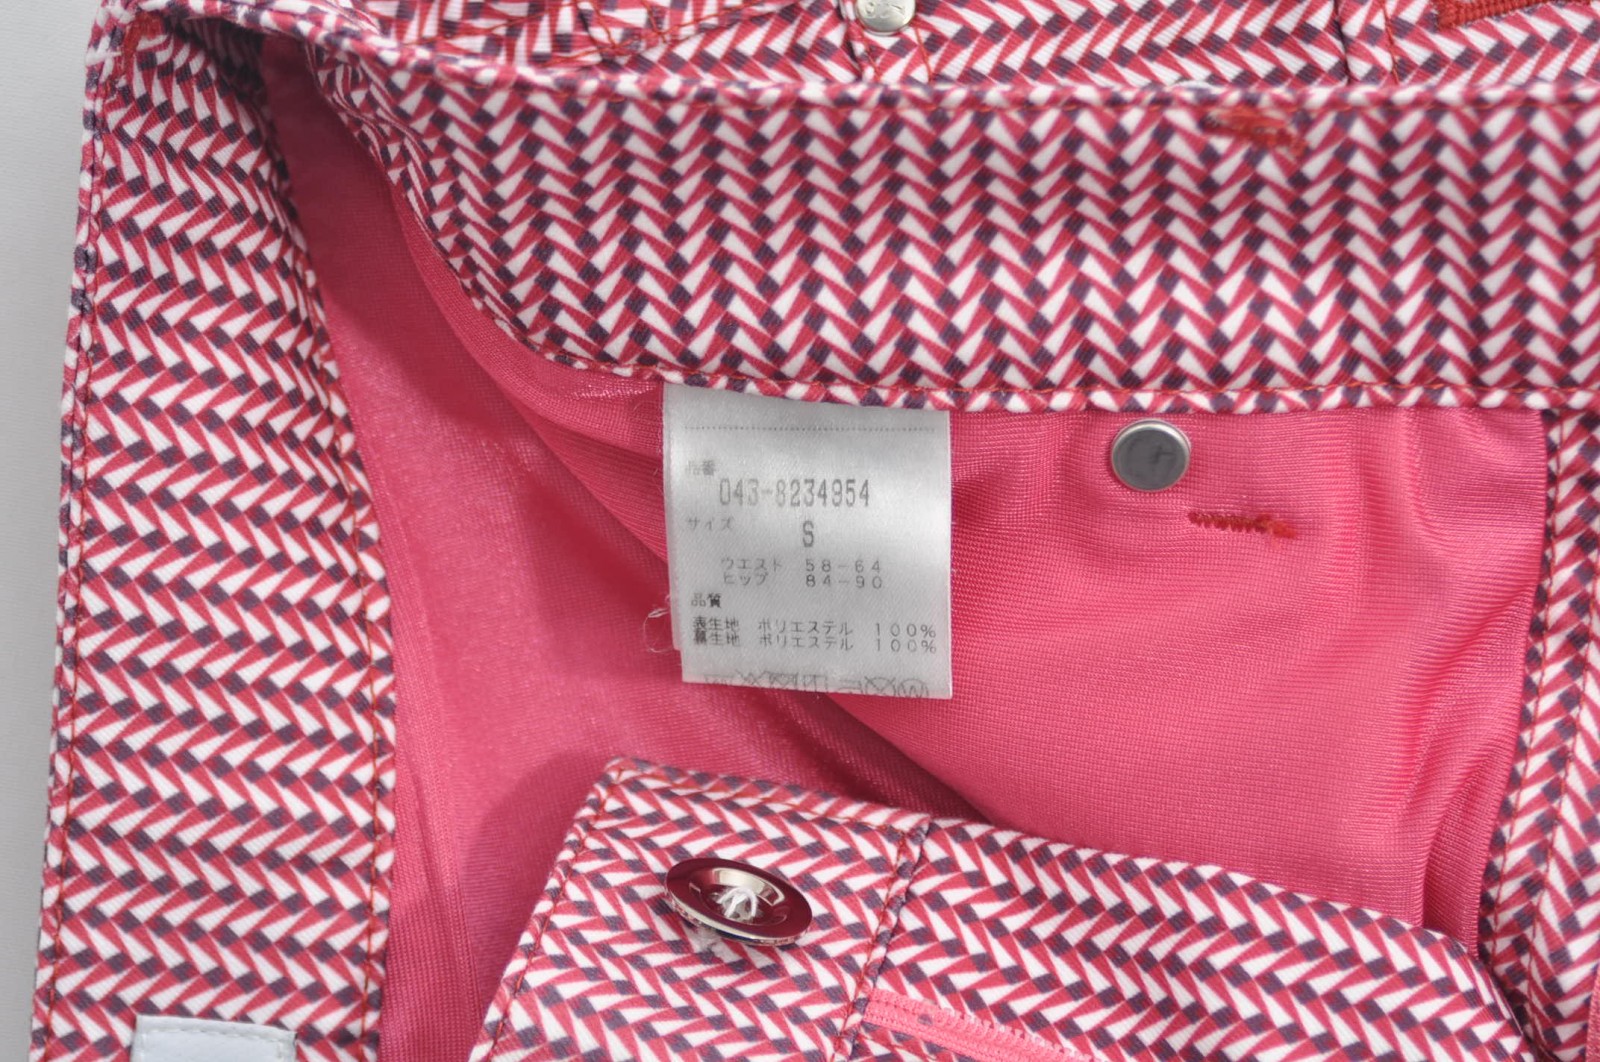 品番
043-8234954
サイズ S
ウエスト 58-64
ヒップ 84-90
品質
表生地 ポリエステル 100%
裏生地 ポリエステル 100%